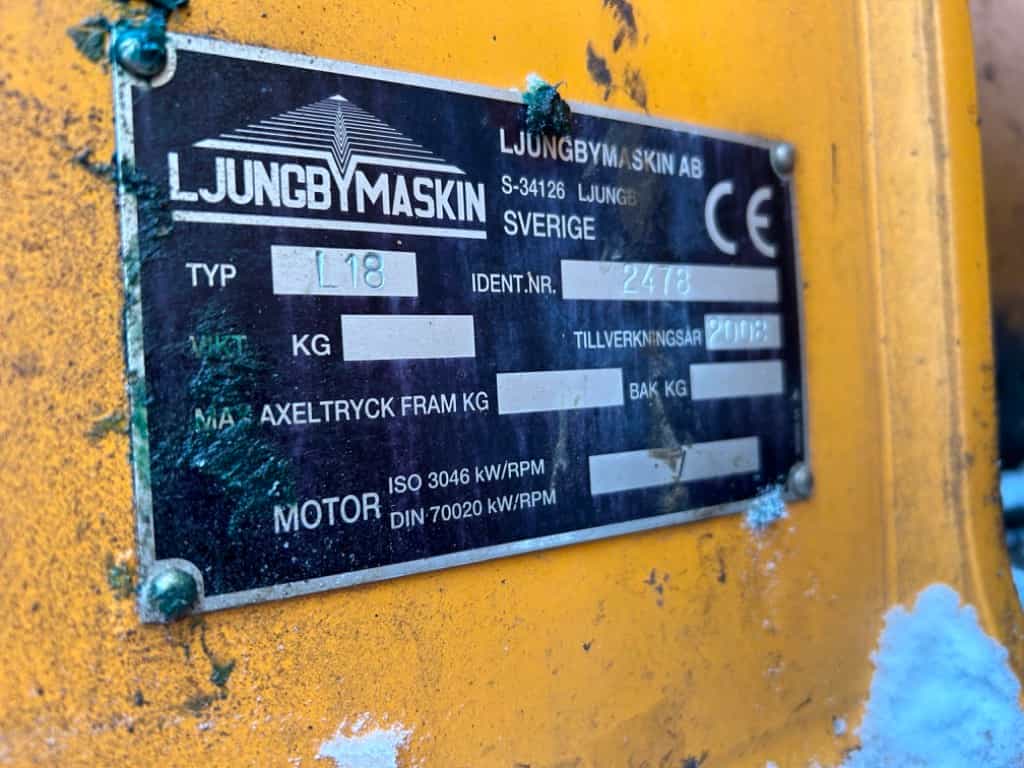 LJUNGBYMASKIN
LJUNGBYMASKIN AB
S-34126 LJUNGB
SVERIGE
CE
TYP L18 IDENT.NR. 2478
VIKT KG TILLVERKNINGSÅR 2008
AXELTRYCK FRAM KG BAK KG
MOTOR ISO 3046 kW/RPM
DIN 70020 kW/RPM